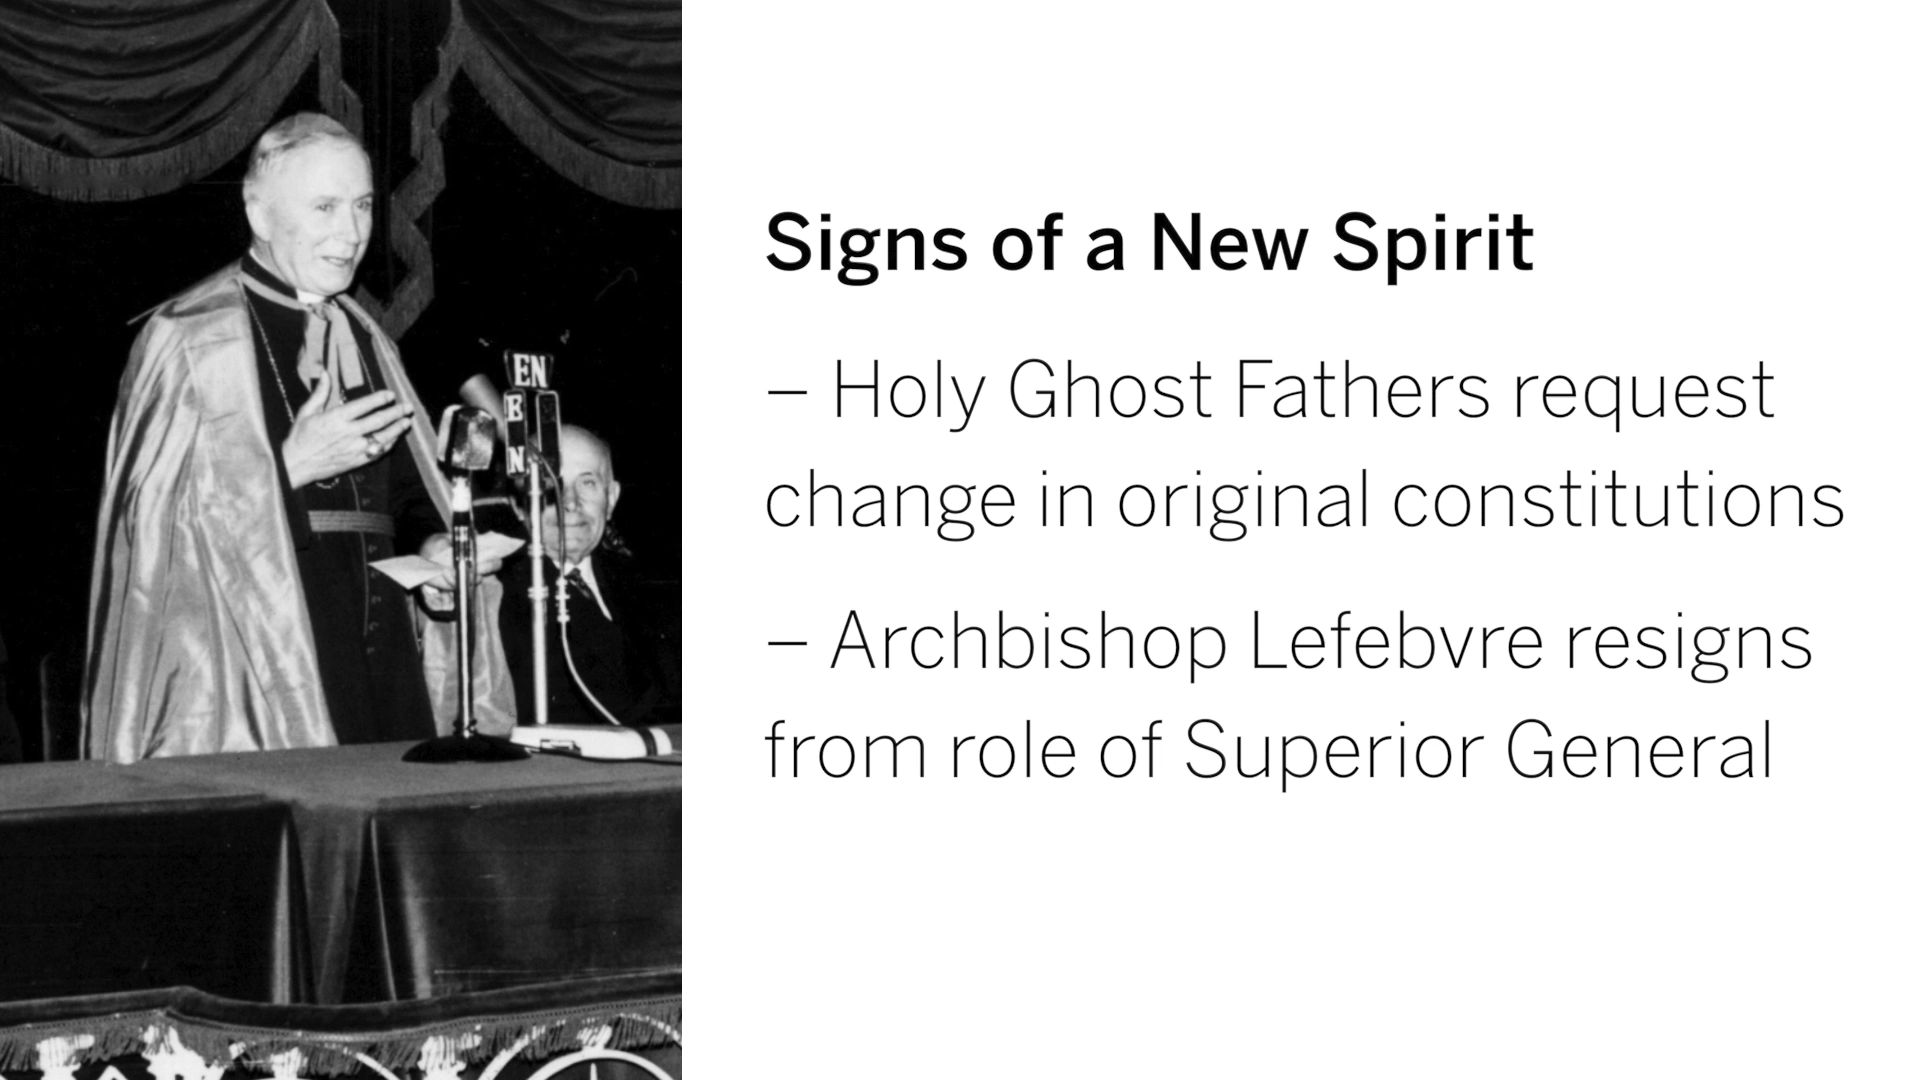 EN
E
N
Signs of a New Spirit
– Holy Ghost Fathers request
change in original constitutions
– Archbishop Lefebvre resigns
from role of Superior General